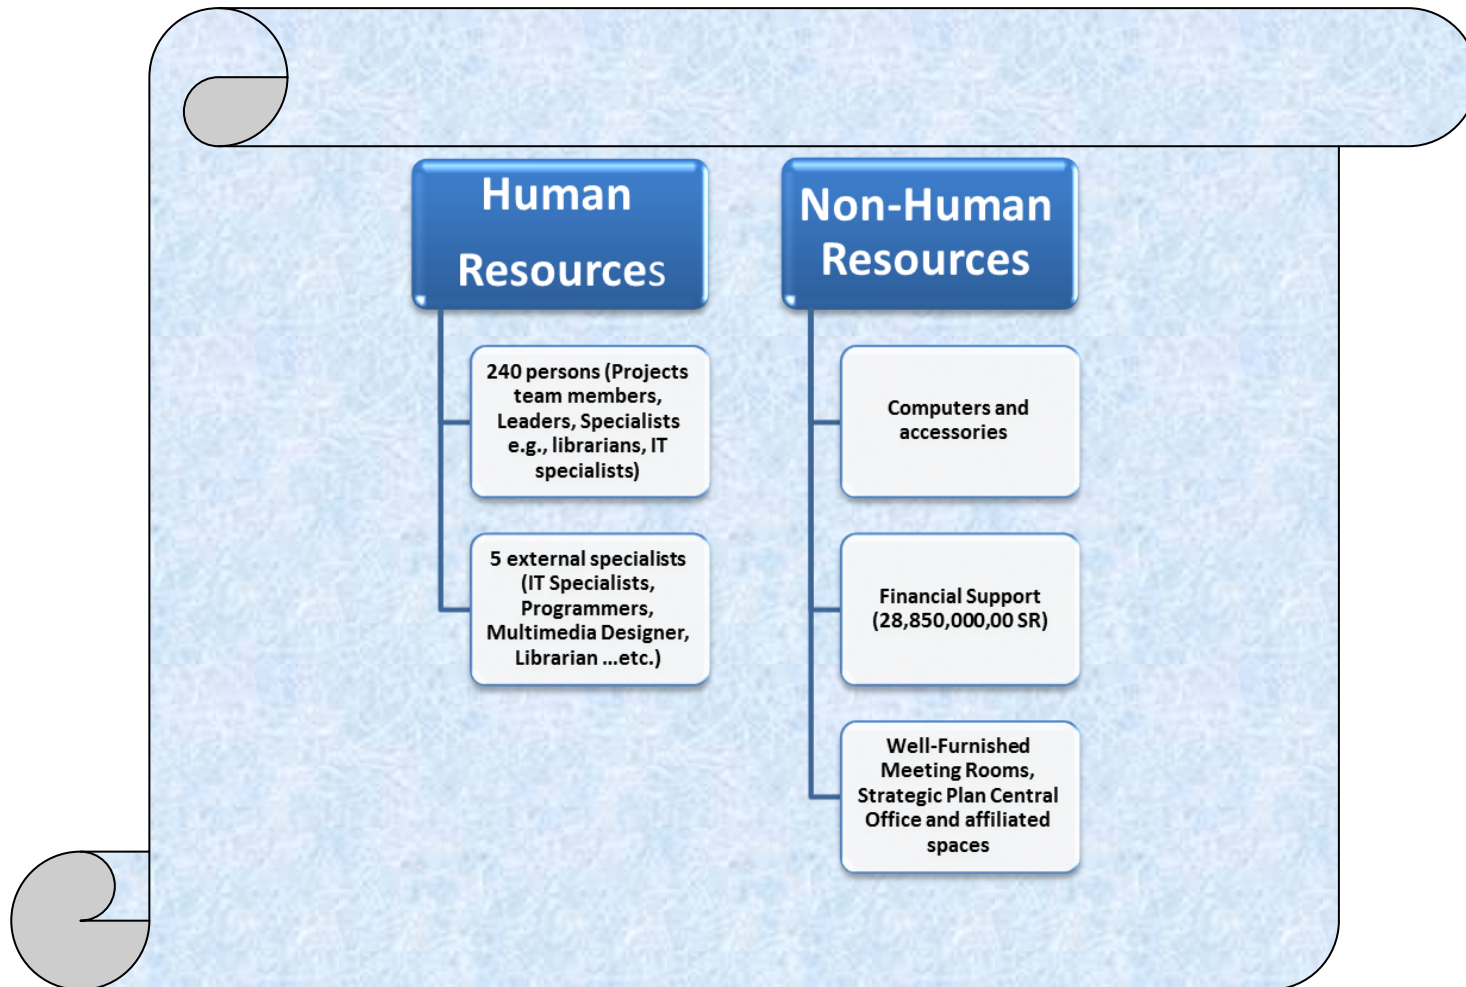 Human
Resources
240 persons (Projects
team members,
Leaders, Specialists
e.g., librarians, IT
specialists)
5 external specialists
(IT Specialists,
Programmers,
Multimedia Designer,
Librarian ...etc.)
Non-Human
Resources
Computers and
accessories
Financial Support
(28,850,000,00 SR)
Well-Furnished
Meeting Rooms,
Strategic Plan Central
Office and affiliated
spaces